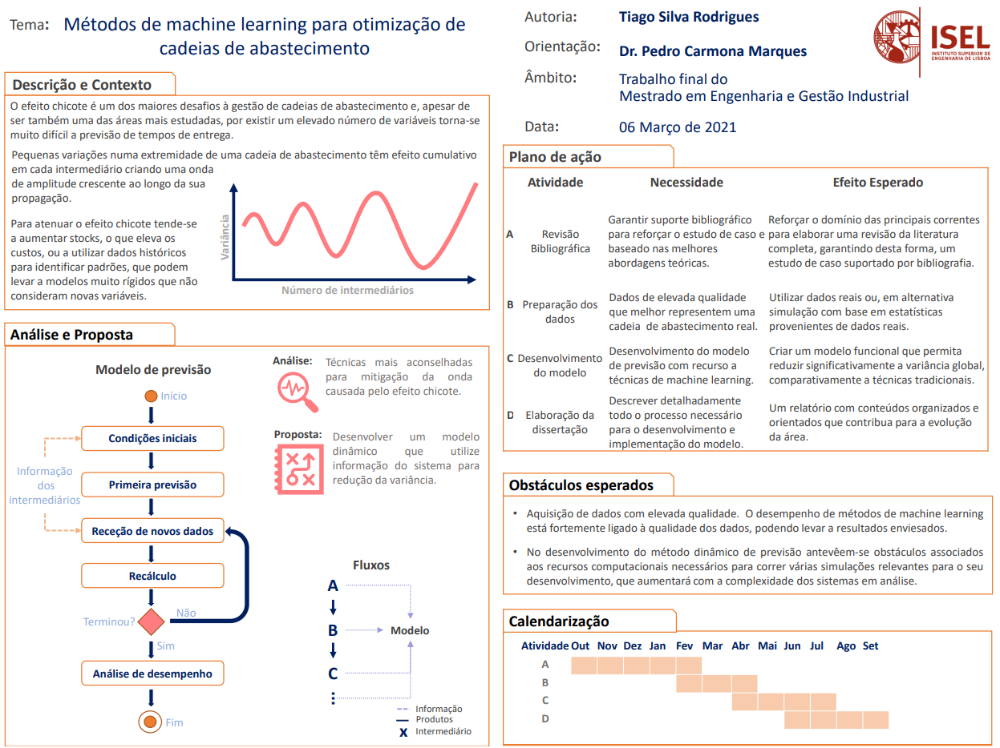 Tema: Métodos de machine learning para otimização de
cadeias de abastecimento
Autoria: Tiago Silva Rodrigues
Orientação: Dr. Pedro Carmona Marques
Âmbito: Trabalho final do
Mestrado em Engenharia e Gestão Industrial
Data: 06 Março de 2021
ISEL
INSTITUTO SUPERIOR DE
ENGENHARIA DE LISBOA
Descrição e Contexto
O efeito chicote é um dos maiores desafios à gestão de cadeias de abastecimento e, apesar de
ser também uma das áreas mais estudadas, por existir um elevado número de variáveis torna-se
muito difícil a previsão de tempos de entrega.
Pequenas variações numa extremidade de uma cadeia de abastecimento têm efeito cumulativo
em cada intermediário criando uma onda
de amplitude crescente ao longo da sua
propagação.
Para atenuar o efeito chicote tende-se
a aumentar stocks, o que eleva os
custos, ou a utilizar dados históricos
para identificar padrões, que podem
levar a modelos muito rígidos que não
consideram novas variáveis.
Variância
Número de intermediários
Análise e Proposta
Modelo de previsão
Início
Condições iniciais
Informação
dos
intermediários
Primeira previsão
Receção de novos dados
Recálculo
Terminou?
Não
Sim
Análise de desempenho
Fim
Análise: Técnicas mais aconselhadas
para mitigação da onda
causada pelo efeito chicote.
Proposta: Desenvolver um modelo
dinâmico que utilize
informação do sistema para
redução da variância.
Fluxos
A
B Modelo
C
Informação
Produtos
X Intermediário
Plano de ação
Atividade Necessidade Efeito Esperado
A Revisão
Bibliográfica
Garantir suporte bibliográfico
para reforçar o estudo de caso e
baseado nas melhores
abordagens teóricas.
Reforçar o domínio das principais correntes
para elaborar uma revisão da literatura
completa, garantindo desta forma, um
estudo de caso suportado por bibliografia.
B Preparação dos
dados
Dados de elevada qualidade
que melhor representem uma
cadeia de abastecimento real.
Utilizar dados reais ou, em alternativa
simulação com base em estatísticas
provenientes de dados reais.
C Desenvolvimento
do modelo
Desenvolvimento do modelo
de previsão com recurso a
técnicas de machine learning.
Criar um modelo funcional que permita
reduzir significativamente a variância global,
comparativamente a técnicas tradicionais.
D Elaboração da
dissertação
Descrever detalhadamente
todo o processo necessário
para o desenvolvimento e
implementação do modelo.
Um relatório com conteúdos organizados e
orientados que contribua para a evolução
da área.
Obstáculos esperados
• Aquisição de dados com elevada qualidade. O desempenho de métodos de machine learning
está fortemente ligado à qualidade dos dados, podendo levar a resultados enviesados.
• No desenvolvimento do método dinâmico de previsão antevêem-se obstáculos associados
aos recursos computacionais necessários para correr várias simulações relevantes para o seu
desenvolvimento, que aumentará com a complexidade dos sistemas em análise.
Calendarização
Atividade Out Nov Dez Jan Fev Mar Abr Mai Jun Jul Ago Set
A
B
C
D